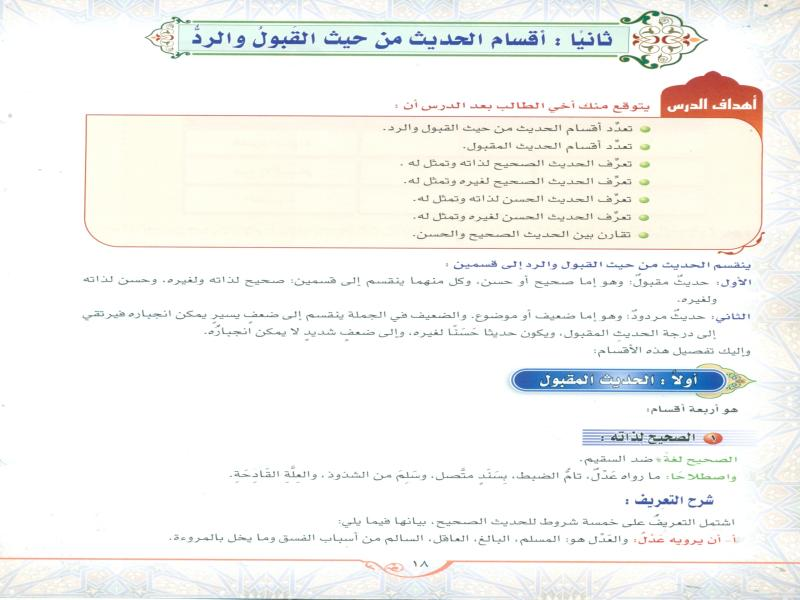 ثانيًا : أقسام الحديث من حيث القَبولُ والردُّ
أهداف الدرس
يتوقع منك أخي الطالب بعد الدرس أن :
تعدّد أقسام الحديث من حيث القبول والرد.
تعدّد أقسام الحديث المقبول.
تعرِّف الحديث الصحيح لذاته وتمثل له .
تعرِّف الحديث الصحيح لغيره وتمثل له.
تعرِّف الحديث الحسن لذاته وتمثل له.
تعرِّف الحديث الحسن لغيره وتمثل له.
تقارن بين الحديث الصحيح والحسن.
ينقسم الحديث من حيث القبول والرد إلى قسمين :
الأول: حديثٌ مقبولٌ: وهو إما صحيح أو حسن، وكل منهما ينقسم إلى قسمين: صحيح لذاته ولغيره، وحسن لذاته
ولغيره.
الثاني: حديثٌ مردودٌ: وهو إما ضعيف أو موضوع. والضعيف في الجملة ينقسم إلى ضعفٍ يسيرٍ يمكن انجباره فيرتقي
إلى درجة الحديثِ المقبول، ويكون حديثا حَسَنًا لغيره، وإلى ضعفٍ شديدٍ لا يمكن انجبارُه.
وإليك تفصيل هذه الأقسام:
أولاً : الحديث المقبول
هو أربعة أقسام:
١ الصحيح لذاته :
الصحيح لغة: ضد السقيم.
واصطلاحًا: ما رواه عَدْلٌ، تامُّ الضبط، بِسَنَدٍ متَّصل، وسَلِمَ من الشذوذ، والعِلَّةِ القَادِحَةِ.
شرح التعريف :
اشتمل التعريفُ على خمسة شروط للحديث الصحيح، بيانها فيما يلي:
أ- أن يرويه عَدْلٌ: والعَدْل هو: المسلم، البالغ، العاقل، السالم من أسباب الفسق وما يخل بالمروءة.
١٨